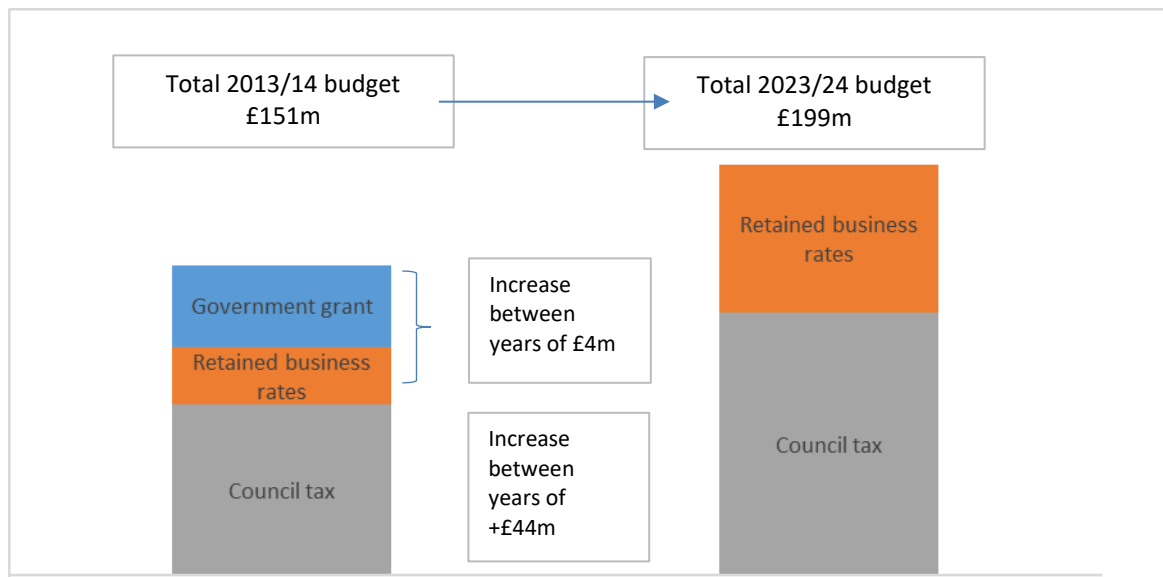 Total 2013/14 budget
£151m
Total 2023/24 budget
£199m
Government grant
Retained business
rates
Council tax
Increase
between
years of £4m
Increase
between
years of
+£44m
Retained business
rates
Council tax